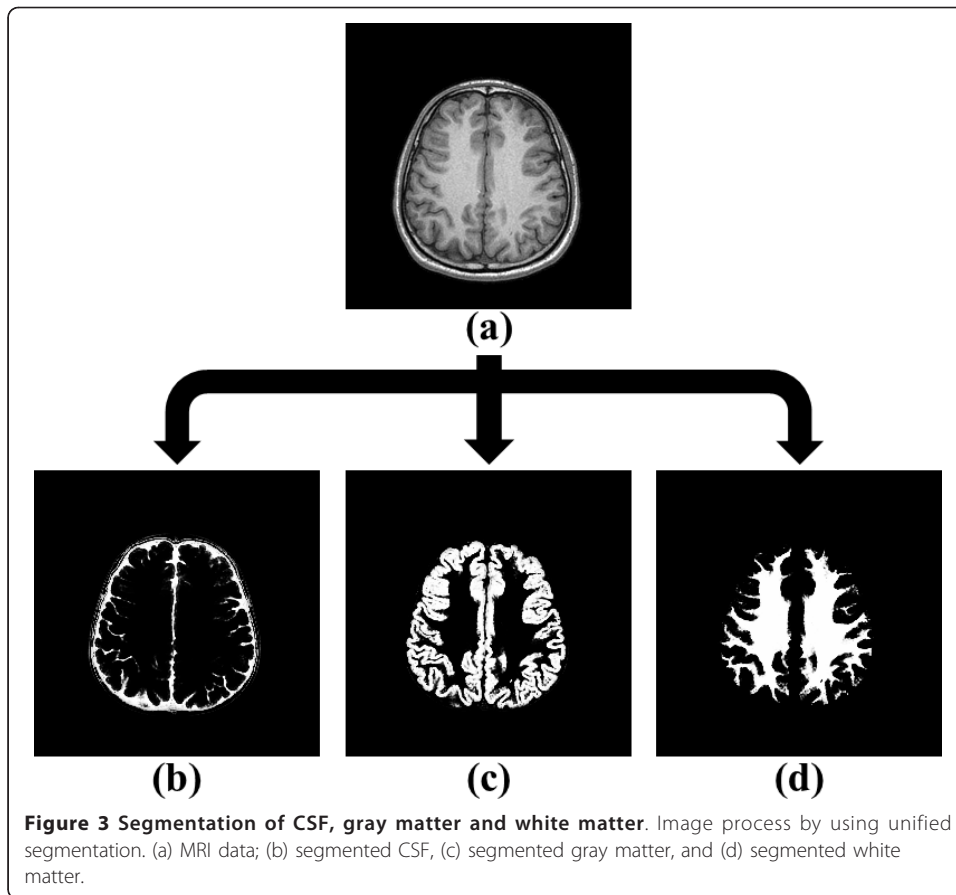 (a)
(b)
(c)
(d)
Figure 3 Segmentation of CSF, gray matter and white matter. Image process by using unified
segmentation. (a) MRI data; (b) segmented CSF, (c) segmented gray matter, and (d) segmented white
matter.